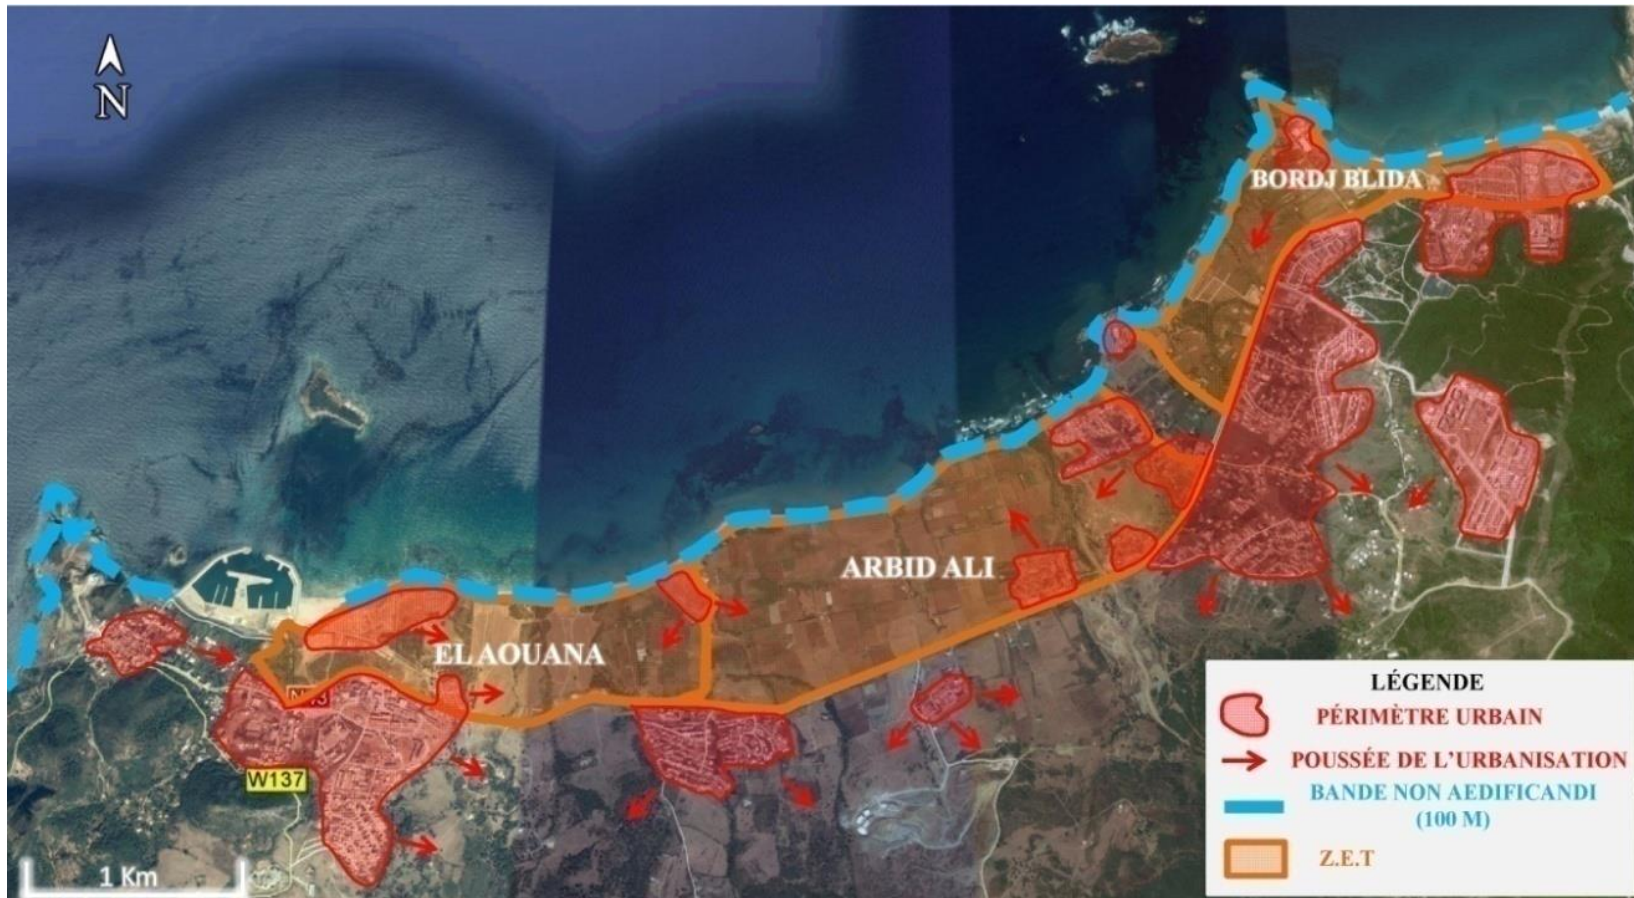 N
BORDJ BLIDA
ARBID ALI
EL AOUANA
W137
1 Km
LÉGENDE
PÉRIMÈTRE URBAIN
POUSSÉE DE L'URBANISATION
BANDE NON AEDIFICANDI
(100 M)
Z.E.T